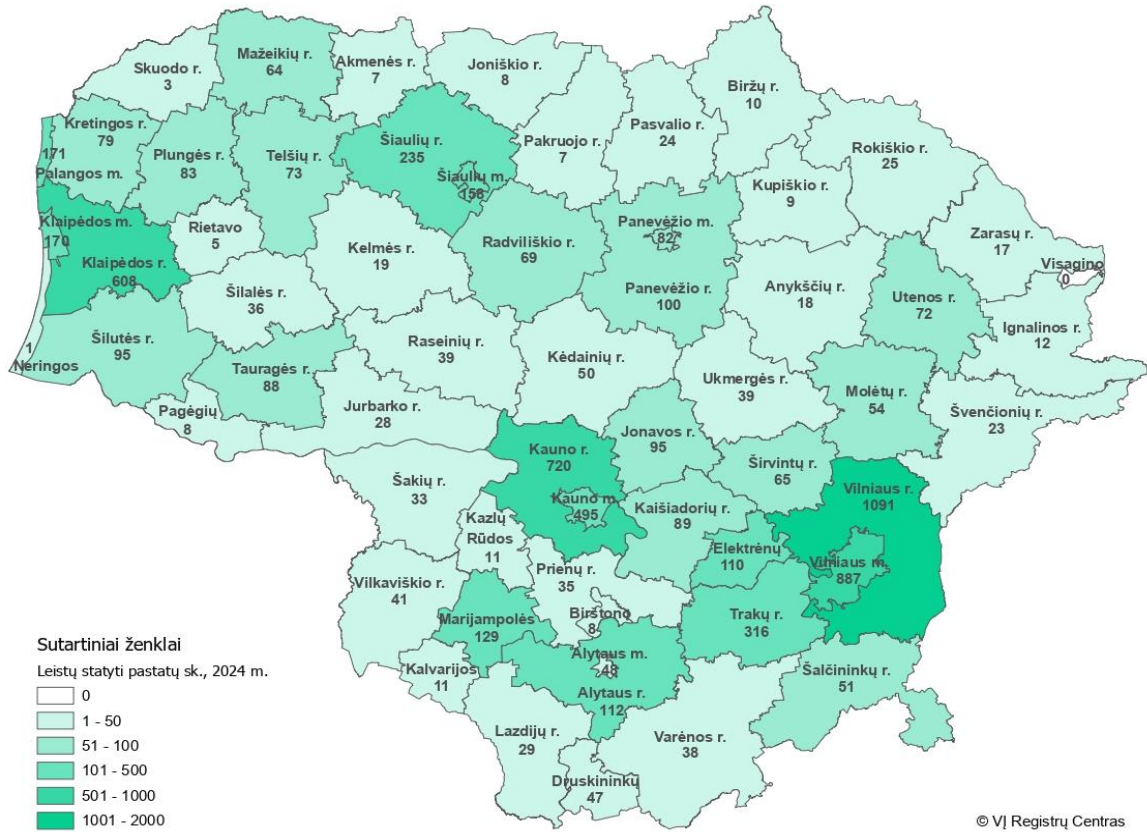 Skuodo r.
3
Mažeikių r.
64
Akmenės r.
7
Joniškio r.
8
Biržų r.
10
Kretingos r.
79
171
Palangos m.
Plungės r.
83
Telšių r.
73
Šiaulių r.
235
Šiaulių m.
158
Pakruojo r.
7
Pasvalio r.
24
Rokiškio r.
25
Kupiškio r.
9
Klaipėdos m.
170
Klaipėdos r.
608
Rietavo
5
Kelmės r.
19
Radviliškio r.
69
Panevėžio m.
82
Panevėžio r.
100
Zarasų r.
17
Visagino
0
Šilalės r.
36
Anykščių r.
18
Utenos r.
72
Ignalinos r.
12
1
Neringos
Šilutės r.
95
Tauragės r.
88
Raseinių r.
39
Kėdainių r.
50
Ukmergės r.
39
Molėtų r.
54
Švenčionių r.
23
Pagėgių
8
Jurbarko r.
28
Kauno r.
720
Kauno m.
495
Jonavos r.
95
Širvintų r.
65
Vilniaus r.
1091
Vilniaus m.
887
Šakių r.
33
Kazlų
Rūdos
11
Kaišiadorių r.
89
Elektrėnų
110
Vilkaviškio r.
41
Prienų r.
35
Birštono
8
Marijampolės
129
Trakų r.
316
Kalvarijos
11
Alytaus m.
48
Alytaus r.
112
Šalčininkų r.
51
Lazdijų r.
29
Varėnos r.
38
Druskininkų
47
Sutartiniai ženklai
Leistų statyti pastatų sk., 2024 m.
0
1 - 50
51 - 100
101 - 500
501 - 1000
1001 - 2000
© VĮ Registrų Centras